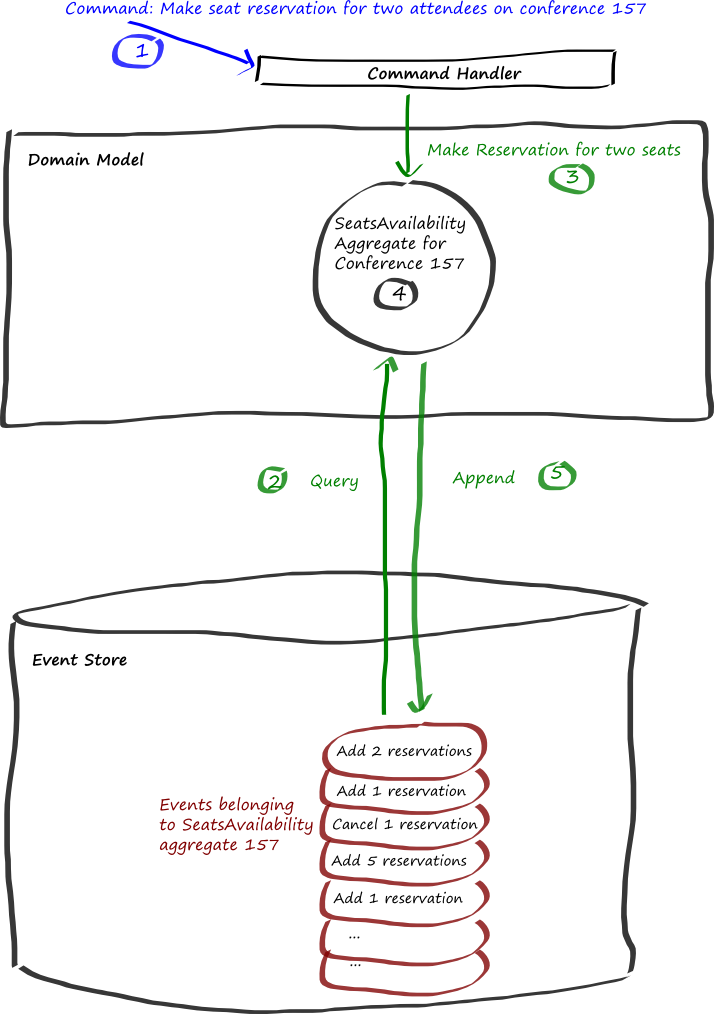 Command: Make seat reservation for two attendees on conference 157
1
Command Handler
Domain Model
Make Reservation for two seats
3
SeatsAvailability
Aggregate for
Conference 157
4
2
Query
Append
5
Event Store
Add 2 reservations
Add 1 reservation
Cancel 1 reservation
Add 5 reservations
Add 1 reservation
...
...
Events belonging
to SeatsAvailability
aggregate 157